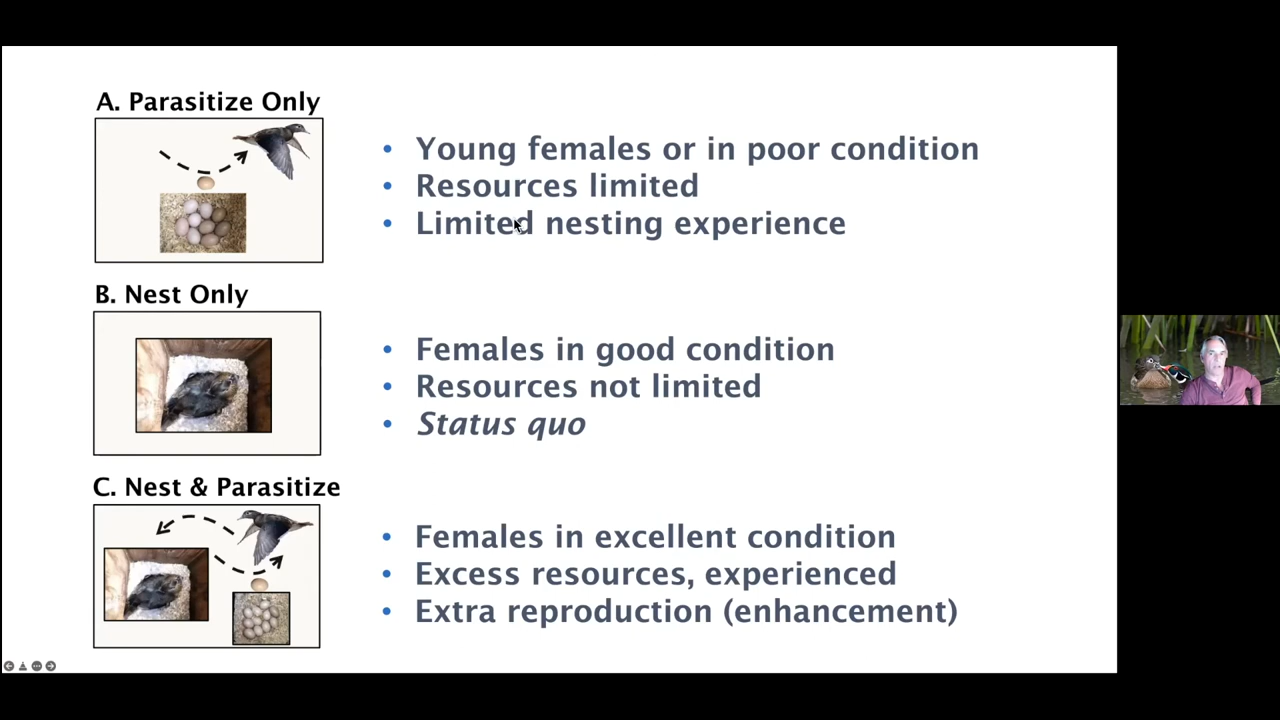 A. Parasitize Only
• Young females or in poor condition
• Resources limited
• Limited nesting experience
B. Nest Only
• Females in good condition
• Resources not limited
• Status quo
C. Nest & Parasitize
• Females in excellent condition
• Excess resources, experienced
• Extra reproduction (enhancement)